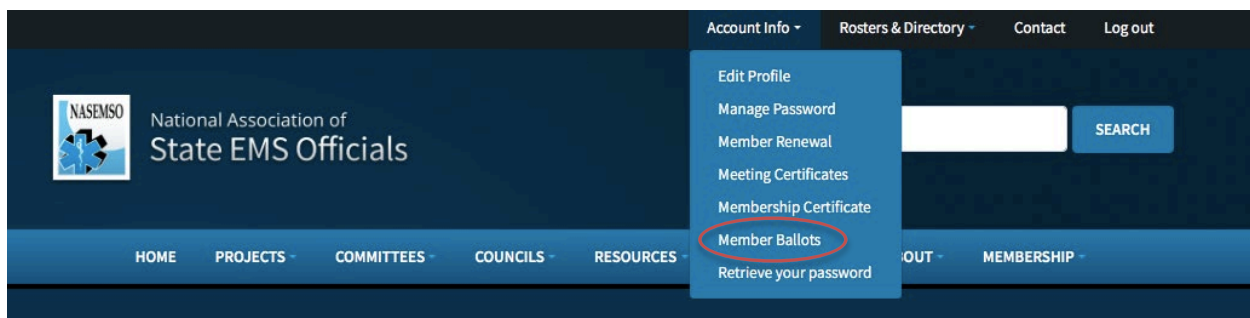 Account Info Rosters & Directory Contact Log out
Edit Profile
Manage Password
Member Renewal
Meeting Certificates
Membership Certificate
Member Ballots
Retrieve your password
NASEMSO
National Association of
State EMS Officials
SEARCH
HOME PROJECTS COMMITTEES COUNCILS RESOURCES MEMBERSHIP